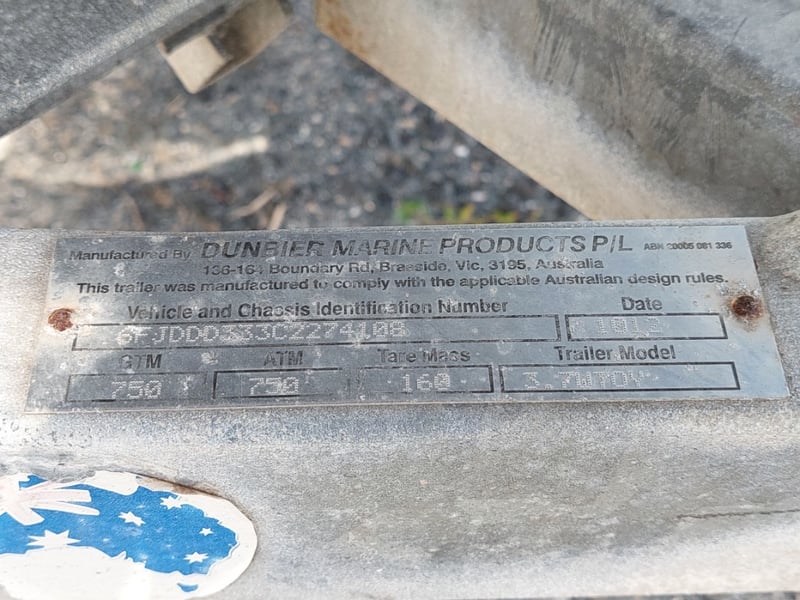 Manufactured By DUNBIER MARINE PRODUCTS P/L ABN 20005 081 336
136-164 Boundary Rd, Braeside, Vic, 3195, Australia
This trailer was manufactured to comply with the applicable Australian design rules.
Vehicle and Chassis Identification Number Date
6FJDDD333C2274108 1012
GTM ATM Tare Mass Trailer Model
750 750 160